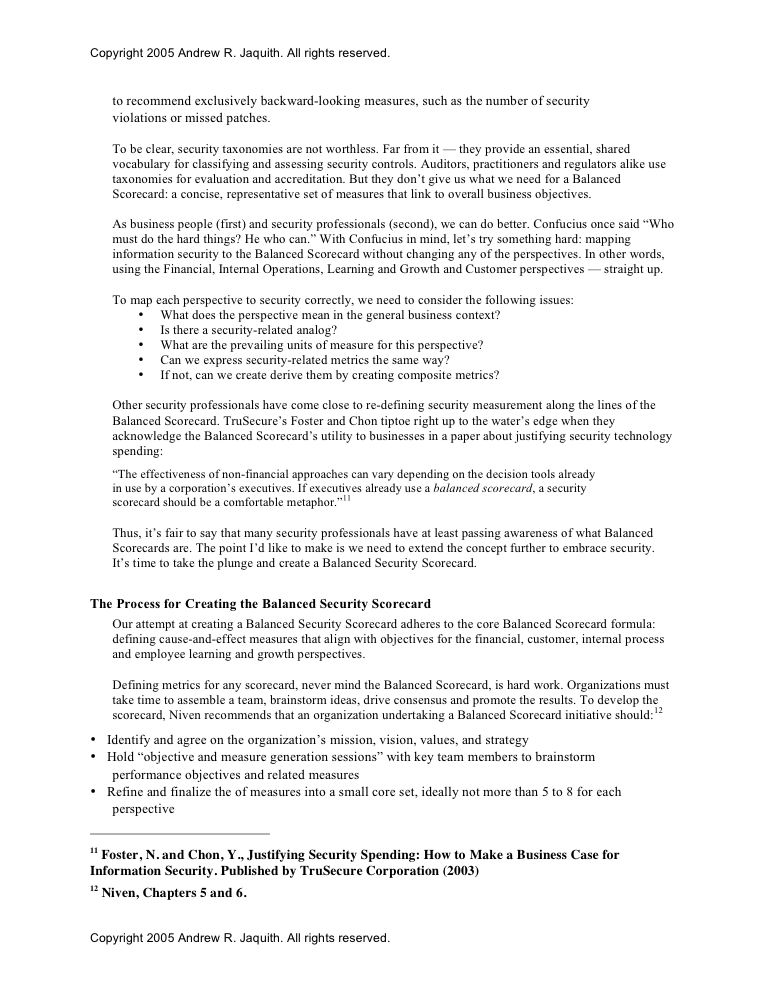 Copyright 2005 Andrew R. Jaquith. All rights reserved.
to recommend exclusively backward-looking measures, such as the number of security
violations or missed patches.
To be clear, security taxonomies are not worthless. Far from it — they provide an essential, shared
vocabulary for classifying and assessing security controls. Auditors, practitioners and regulators alike use
taxonomies for evaluation and accreditation. But they don’t give us what we need for a Balanced
Scorecard: a concise, representative set of measures that link to overall business objectives.
As business people (first) and security professionals (second), we can do better. Confucius once said “Who
must do the hard things? He who can.” With Confucius in mind, let’s try something hard: mapping
information security to the Balanced Scorecard without changing any of the perspectives. In other words,
using the Financial, Internal Operations, Learning and Growth and Customer perspectives — straight up.
To map each perspective to security correctly, we need to consider the following issues:
• What does the perspective mean in the general business context?
• Is there a security-related analog?
• What are the prevailing units of measure for this perspective?
• Can we express security-related metrics the same way?
• If not, can we create derive them by creating composite metrics?
Other security professionals have come close to re-defining security measurement along the lines of the
Balanced Scorecard. TruSecure’s Foster and Chon tiptoe right up to the water’s edge when they
acknowledge the Balanced Scorecard’s utility to businesses in a paper about justifying security technology
spending:
“The effectiveness of non-financial approaches can vary depending on the decision tools already
in use by a corporation’s executives. If executives already use a balanced scorecard, a security
scorecard should be a comfortable metaphor.”11
Thus, it’s fair to say that many security professionals have at least passing awareness of what Balanced
Scorecards are. The point I’d like to make is we need to extend the concept further to embrace security.
It’s time to take the plunge and create a Balanced Security Scorecard.
The Process for Creating the Balanced Security Scorecard
Our attempt at creating a Balanced Security Scorecard adheres to the core Balanced Scorecard formula:
defining cause-and-effect measures that align with objectives for the financial, customer, internal process
and employee learning and growth perspectives.
Defining metrics for any scorecard, never mind the Balanced Scorecard, is hard work. Organizations must
take time to assemble a team, brainstorm ideas, drive consensus and promote the results. To develop the
scorecard, Niven recommends that an organization undertaking a Balanced Scorecard initiative should:12
• Identify and agree on the organization’s mission, vision, values, and strategy
• Hold “objective and measure generation sessions” with key team members to brainstorm
performance objectives and related measures
• Refine and finalize the of measures into a small core set, ideally not more than 5 to 8 for each
perspective
11 Foster, N. and Chon, Y., Justifying Security Spending: How to Make a Business Case for
Information Security. Published by TruSecure Corporation (2003)
12 Niven, Chapters 5 and 6.
Copyright 2005 Andrew R. Jaquith. All rights reserved.